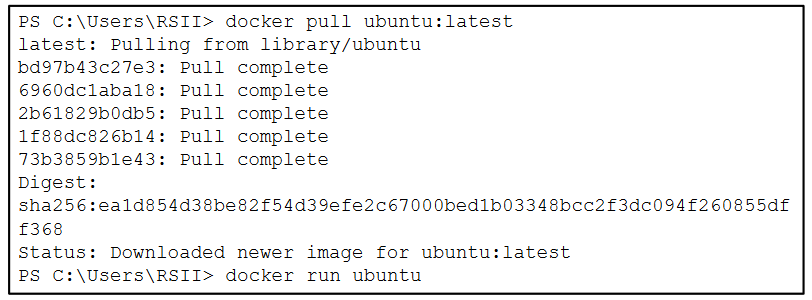 PS C:\Users\RSII> docker pull ubuntu:latest
latest: Pulling from library/ubuntu
bd97b43c27e3: Pull complete
6960dc1aba18: Pull complete
2b61829b0db5: Pull complete
1f88dc826b14: Pull complete
73b3859b1e43: Pull complete
Digest:
sha256:ea1d854d38be82f54d39efe2c67000bed1b03348bcc2f3dc094f260855df
f368
Status: Downloaded newer image for ubuntu:latest
PS C:\Users\RSII> docker run ubuntu